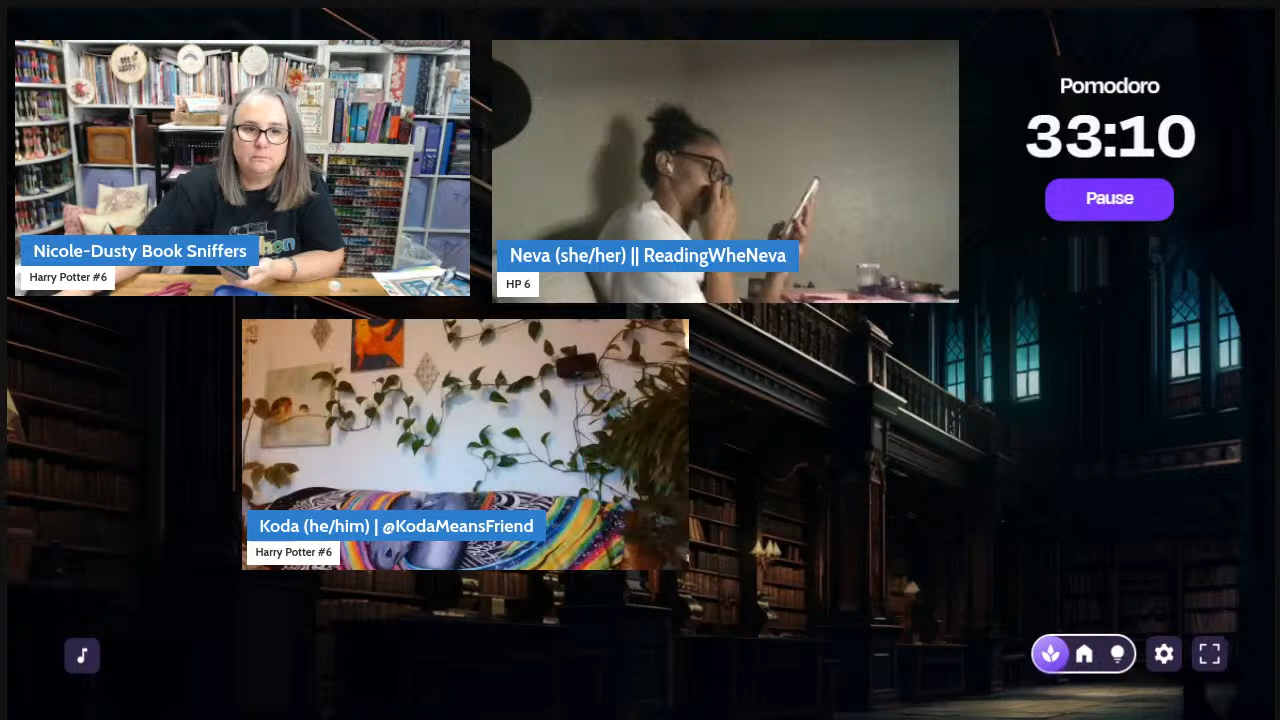 Nicole-Dusty Book Sniffers
Harry Potter #6
Neva (she/her) || ReadingWheNeva
HP 6
Pomodoro
33:10
Pause
Koda (he/him) | @KodaMeansFriend
Harry Potter #6